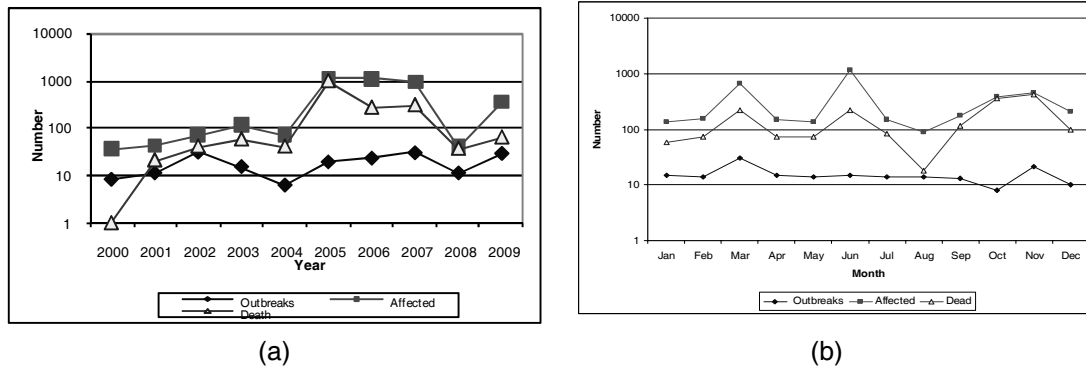 10000
1000
100
10
1
Number
2000 2001 2002 2003 2004 2005 2006 2007 2008 2009
Year
Outbreaks Affected
Death
(a)
10000
1000
100
10
1
Number
Jan Feb Mar Apr May Jun Jul Aug Sep Oct Nov Dec
Month
Outbreaks Affected Dead
(b)